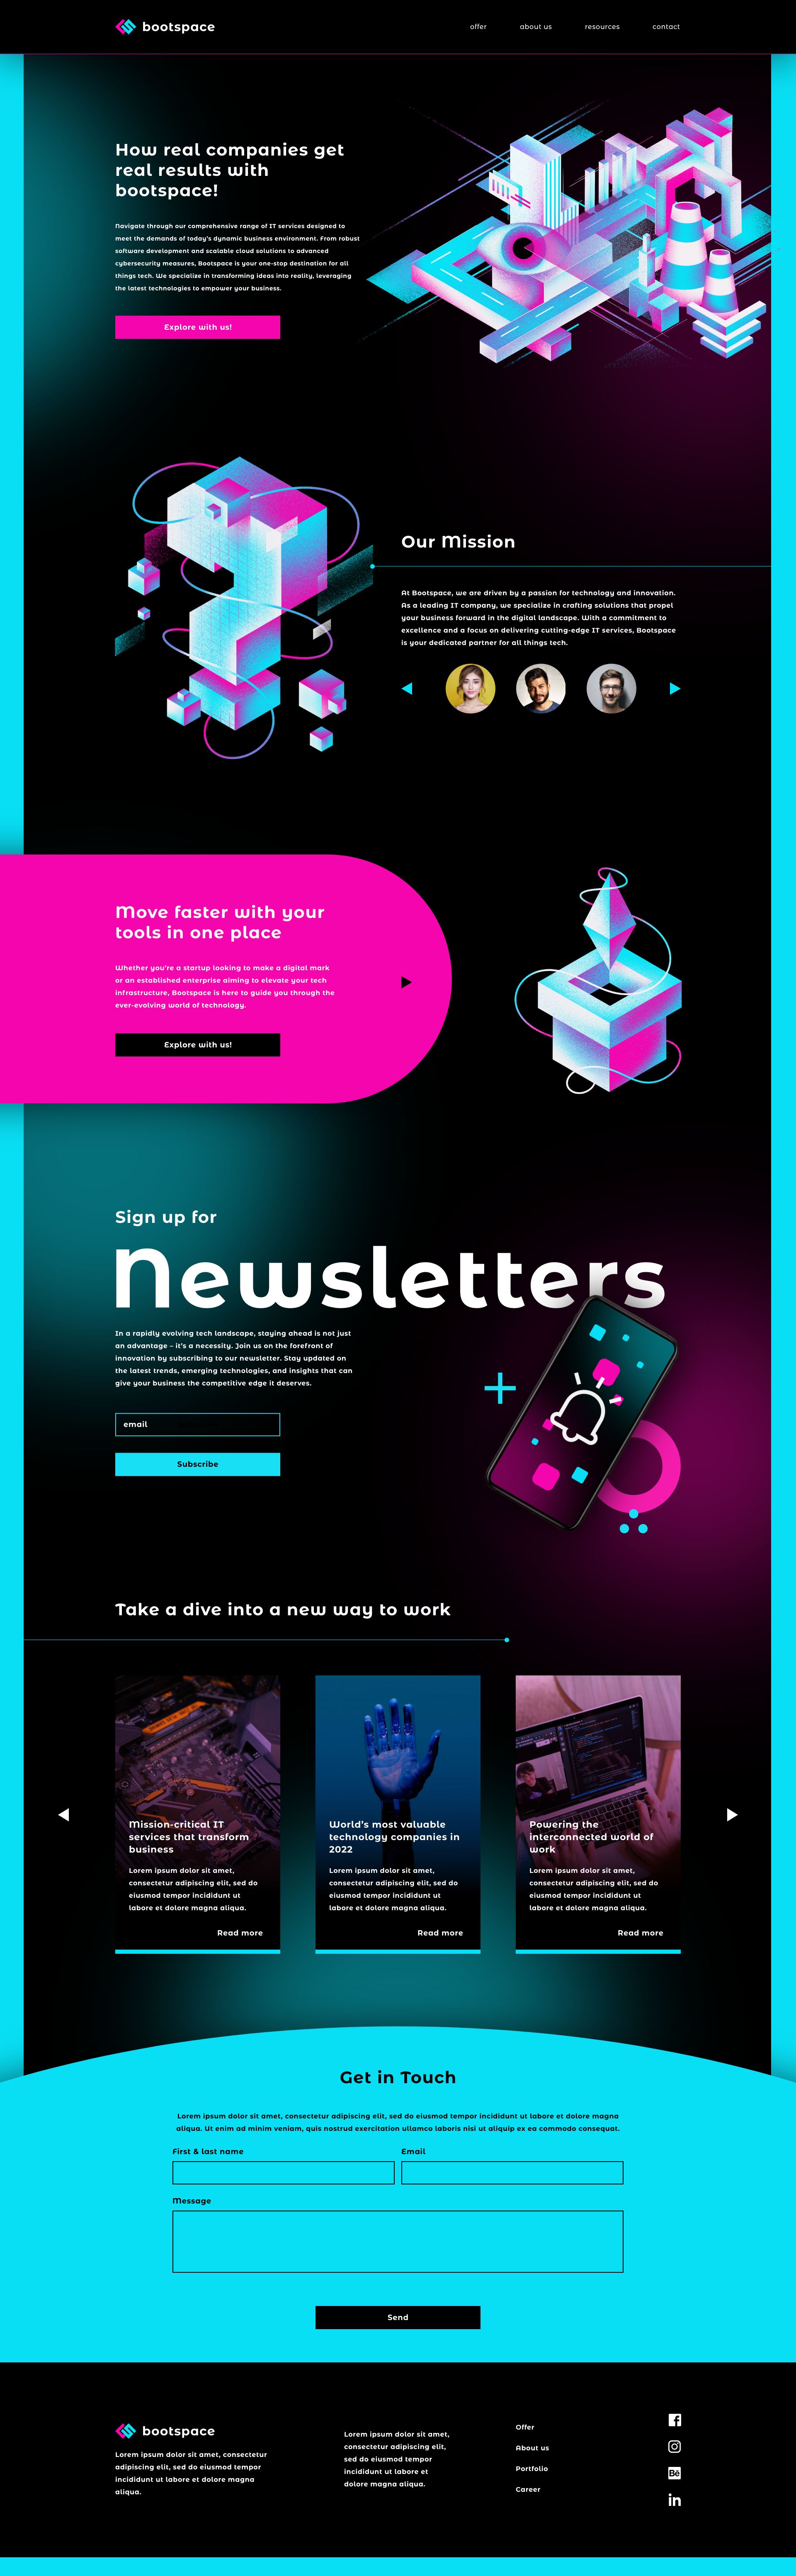 bootspace
offer about us resources contact
How real companies get
real results with
bootspace!
Navigate through our comprehensive range of IT services designed to
meet the demands of today's dynamic business environment. From robust
software development and scalable cloud solutions to advanced
cybersecurity measures, Bootspace is your one-stop destination for all
things tech. We specialize in transforming ideas into reality, leveraging
the latest technologies to empower your business.
Explore with us!
Our Mission
At Bootspace, we are driven by a passion for technology and innovation.
As a leading IT company, we specialize in crafting solutions that propel
your business forward in the digital landscape. With a commitment to
excellence and a focus on delivering cutting-edge IT services, Bootspace
is your dedicated partner for all things tech.
Move faster with your
tools in one place
Whether you're a startup looking to make a digital mark
or an established enterprise aiming to elevate your tech
infrastructure, Bootspace is here to guide you through the
ever-evolving world of technology.
Explore with us!
Sign up for
Newsletters
In a rapidly evolving tech landscape, staying ahead is not just
an advantage – it's a necessity. Join us on the forefront of
innovation by subscribing to our newsletter. Stay updated on
the latest trends, emerging technologies, and insights that can
give your business the competitive edge it deserves.
email
Subscribe
Take a dive into a new way to work
Mission-critical IT
services that transform
business
Lorem ipsum dolor sit amet,
consectetur adipiscing elit, sed do
eiusmod tempor incididunt ut
labore et dolore magna aliqua.
Read more
World's most valuable
technology companies in
2022
Lorem ipsum dolor sit amet,
consectetur adipiscing elit, sed do
eiusmod tempor incididunt ut
labore et dolore magna aliqua.
Read more
Powering the
interconnected world of
work
Lorem ipsum dolor sit amet,
consectetur adipiscing elit, sed do
eiusmod tempor incididunt ut
labore et dolore magna aliqua.
Read more
Get in Touch
Lorem ipsum dolor sit amet, consectetur adipiscing elit, sed do eiusmod tempor incididunt ut labore et dolore magna
aliqua. Ut enim ad minim veniam, quis nostrud exercitation ullamco laboris nisi ut aliquip ex ea commodo consequat.
First & last name
Email
Message
Send
bootspace
Lorem ipsum dolor sit amet, consectetur
adipiscing elit, sed do eiusmod tempor
incididunt ut labore et dolore magna
aliqua.
Lorem ipsum dolor sit amet,
consectetur adipiscing elit,
sed do eiusmod tempor
incididunt ut labore et
dolore magna aliqua.
Offer
About us
Portfolio
Career
f
Bē
in